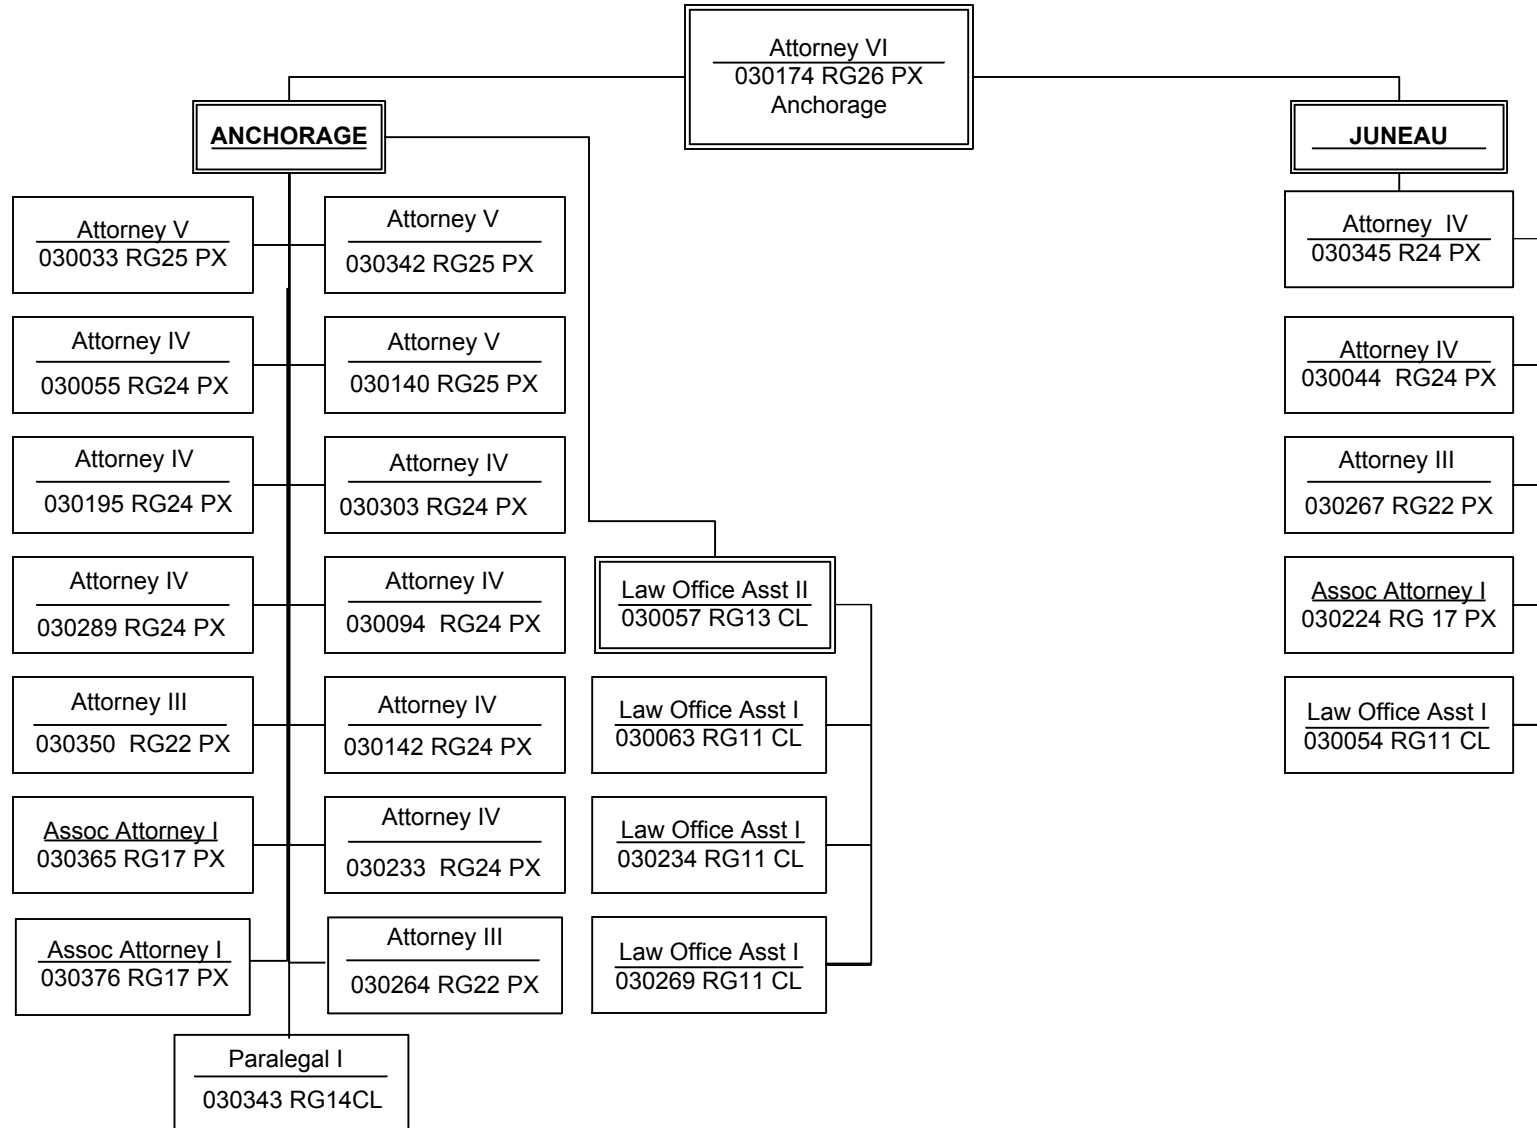 Attorney VI
030174 RG26 PX
Anchorage
ANCHORAGE
JUNEAU
Attorney V
030033 RG25 PX
Attorney V
030342 RG25 PX
Attorney IV
030345 R24 PX
Attorney IV
030055 RG24 PX
Attorney V
030140 RG25 PX
Attorney IV
030044 RG24 PX
Attorney IV
030195 RG24 PX
Attorney IV
030303 RG24 PX
Attorney III
030267 RG22 PX
Attorney IV
030289 RG24 PX
Attorney IV
030094 RG24 PX
Law Office Asst II
030057 RG13 CL
Assoc Attorney I
030224 RG 17 PX
Attorney III
030350 RG22 PX
Attorney IV
030142 RG24 PX
Law Office Asst I
030063 RG11 CL
Law Office Asst I
030054 RG11 CL
Assoc Attorney I
030365 RG17 PX
Attorney IV
030233 RG24 PX
Law Office Asst I
030234 RG11 CL
Assoc Attorney I
030376 RG17 PX
Attorney III
030264 RG22 PX
Law Office Asst I
030269 RG11 CL
Paralegal I
030343 RG14CL